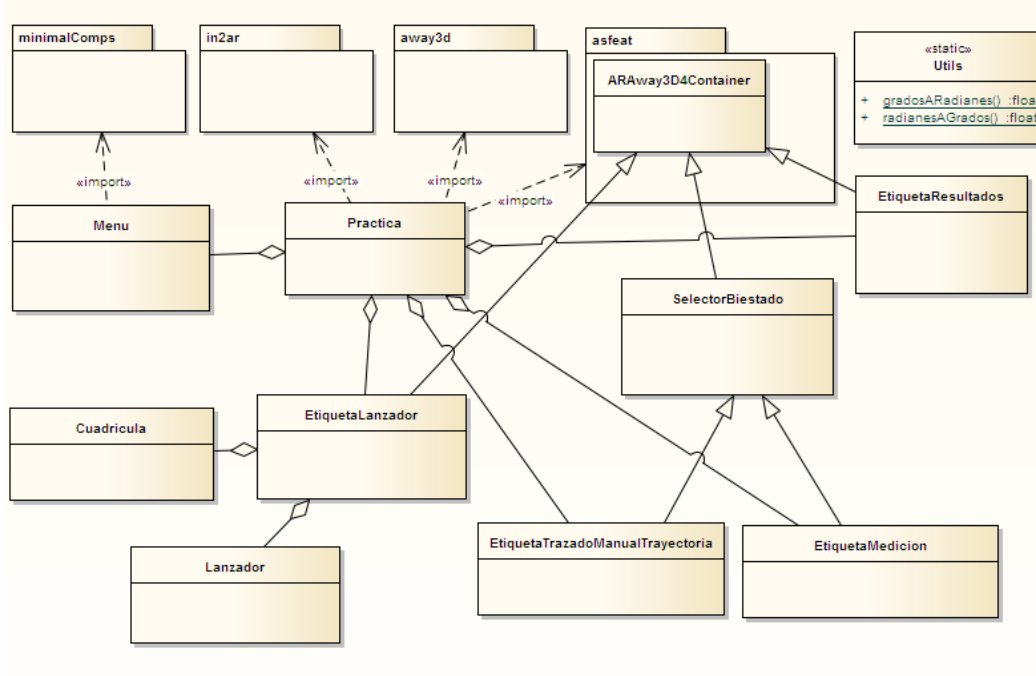 minimalComps
in2ar
away3d
asfeat
ARAway3D4Container
«static»
Utils
+ gradosARadianes() :floa
+ radianesAGrados() :float
«import»
«import»
«import»
«import»
Menu
Practica
EtiquetaResultados
SelectorBiestado
Cuadricula
EtiquetaLanzador
Lanzador
EtiquetaTrazadoManualTrayectoria
EtiquetaMedicion